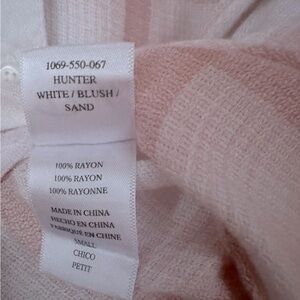 1069-550-067
HUNTER
WHITE / BLUSH /
SAND
100% RAYON
100% RAYON
100% RAYONNE
MADE IN CHINA
HECHO EN CHINA
FABRIQUE EN CHINE
SMALL
CHICO
PETIT